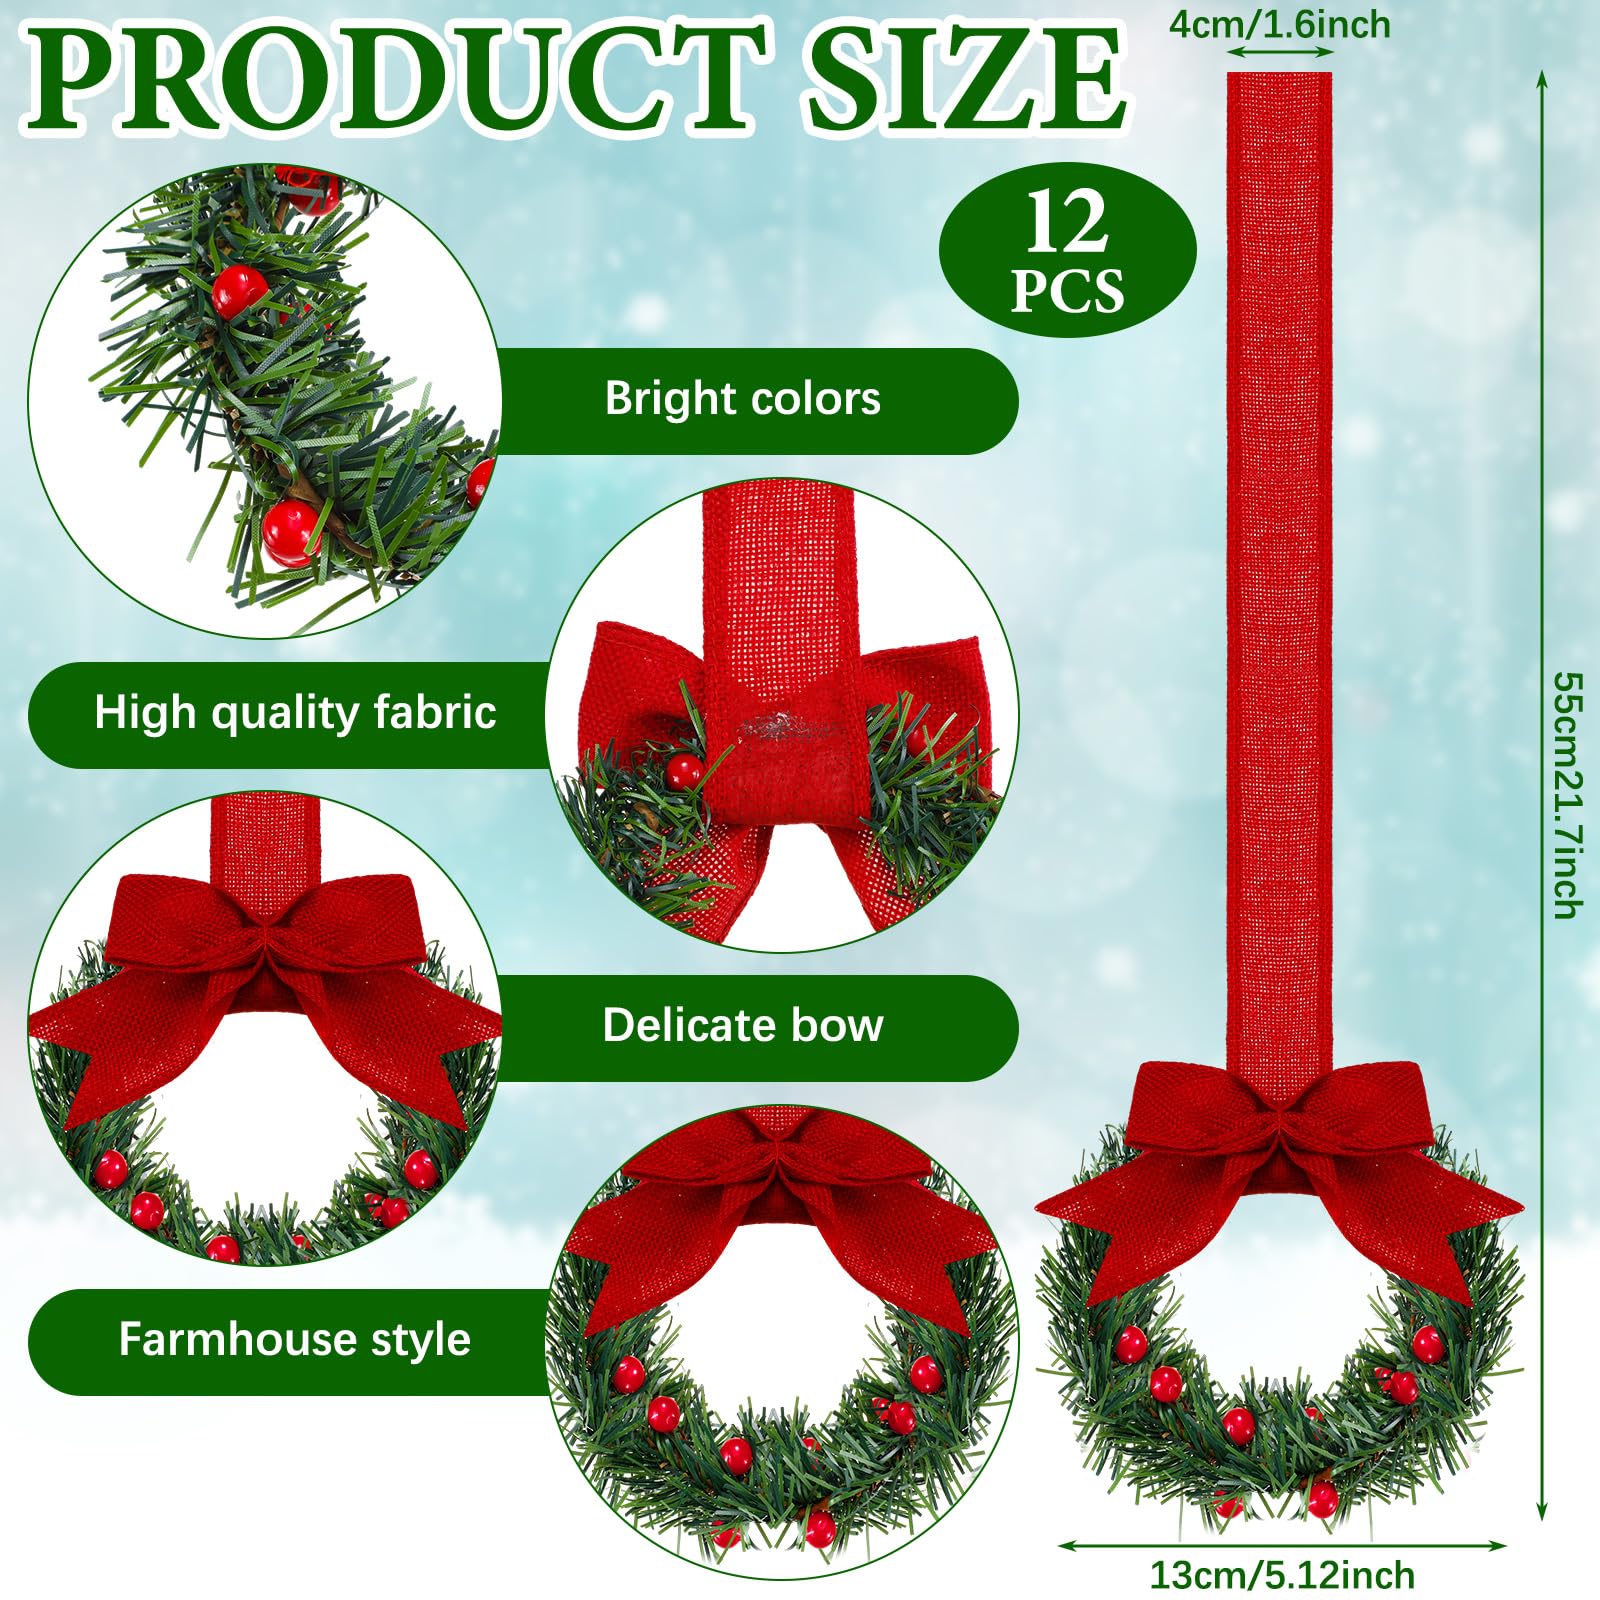 PRODUCT SIZE
4cm/1.6inch
12
PCS
Bright colors
High quality fabric
55cm21.7inch
Delicate bow
Farmhouse style
13cm/5.12inch